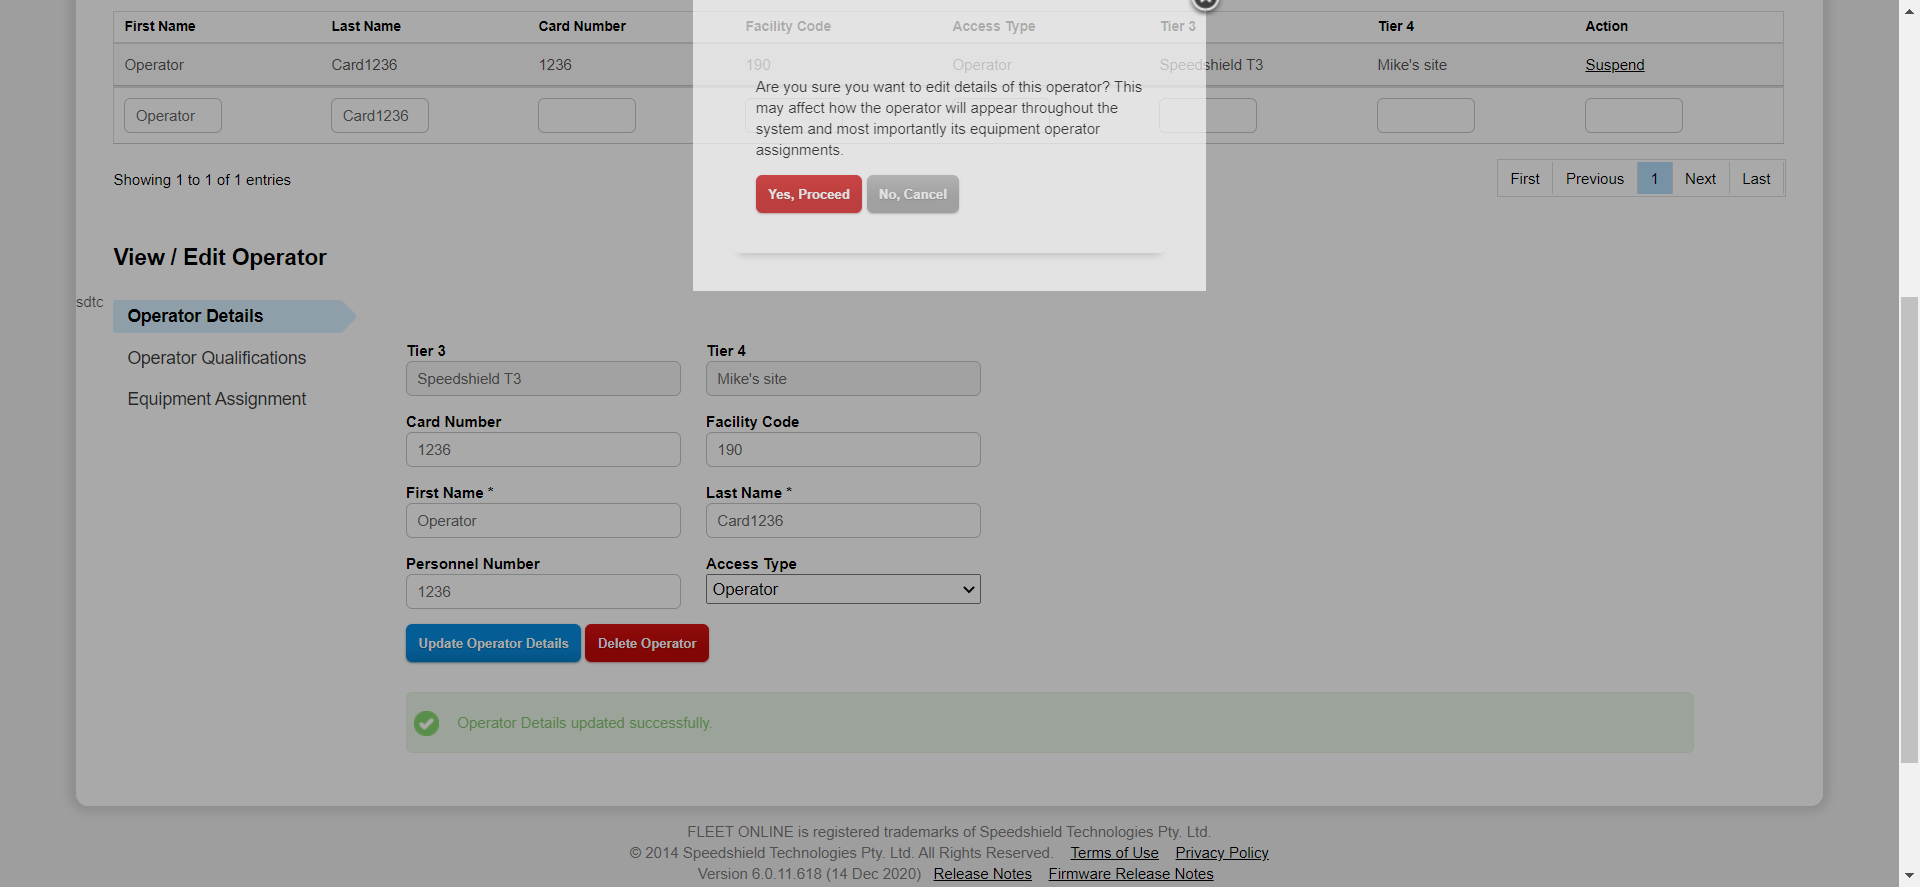 First Name Last Name Card Number Facility Code Access Type Tier 3 Tier 4 Action
Operator Card1236 1236 190 Operator Speedshield T3 Mike's site Suspend
Operator Card1236
Are you sure you want to edit details of this operator? This
may affect how the operator will appear throughout the
system and most importantly its equipment operator
assignments.
Yes, Proceed No, Cancel
Showing 1 to 1 of 1 entries
First Previous 1 Next Last
View / Edit Operator
sdtc
Operator Details
Operator Qualifications
Equipment Assignment
Tier 3 Tier 4
Speedshield T3 Mike's site
Card Number Facility Code
1236 190
First Name * Last Name *
Operator Card1236
Personnel Number Access Type
1236 Operator
Update Operator Details Delete Operator
Operator Details updated successfully.
FLEET ONLINE is registered trademarks of Speedshield Technologies Pty. Ltd.
© 2014 Speedshield Technologies Pty. Ltd. All Rights Reserved. Terms of Use Privacy Policy
Version 6.0.11.618 (14 Dec 2020) Release Notes Firmware Release Notes